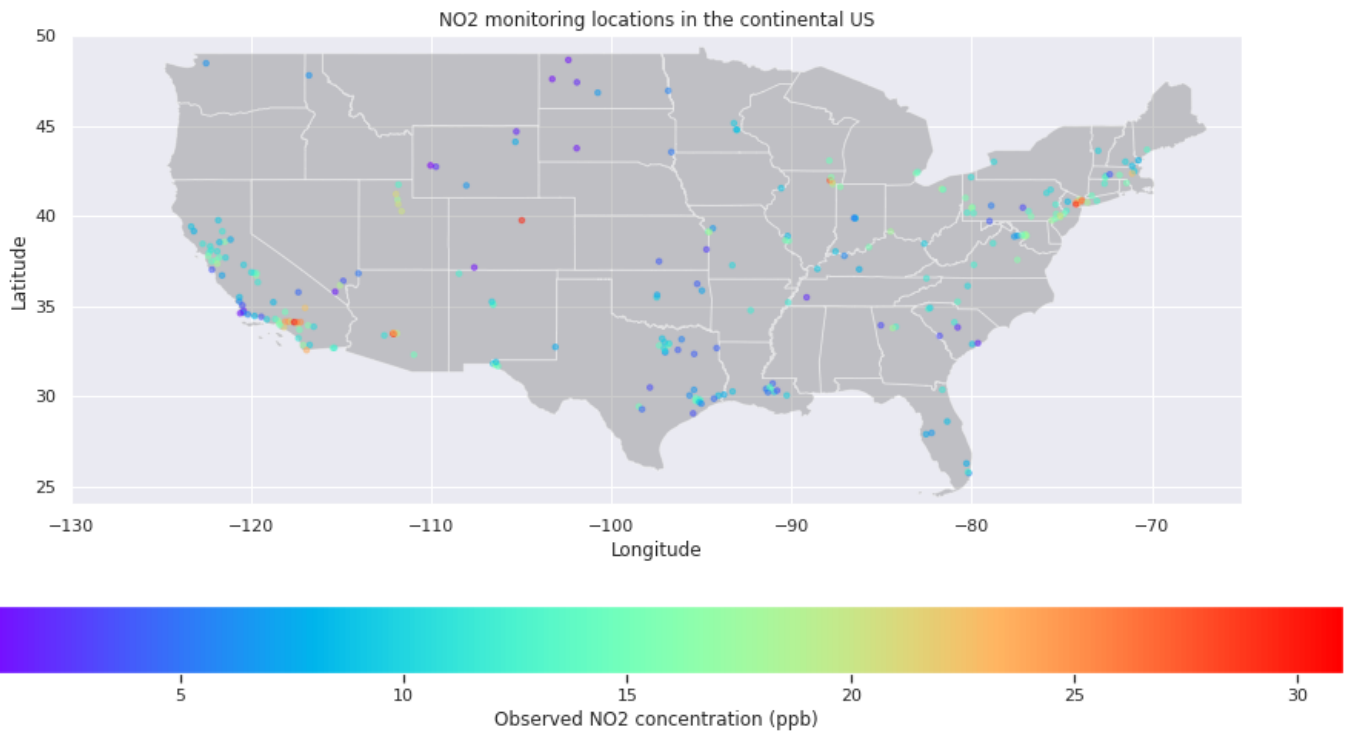 NO2 monitoring locations in the continental US
50
45
40
35
30
25
Latitude
−130 −120 −110 −100 −90 −80 −70
Longitude
5 10 15 20 25 30
Observed NO2 concentration (ppb)